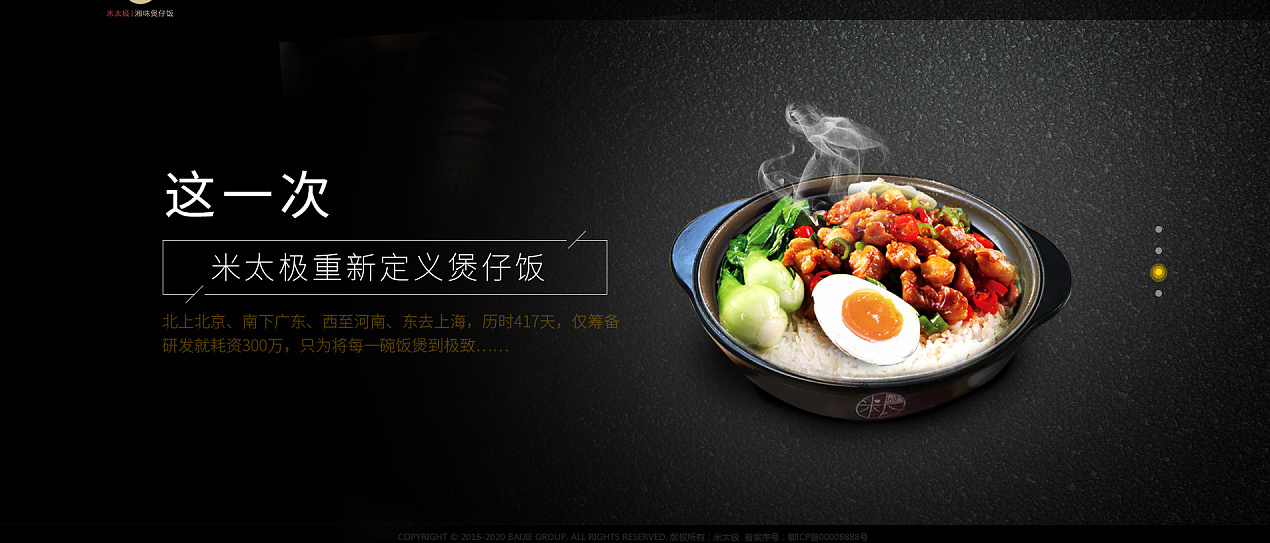 米太极|湘味煲仔饭
这一次
米太极重新定义煲仔饭
北上北京、南下广东、西至河南、东去上海，历时417天，仅筹备
研发就耗资300万，只为将每一碗饭煲到极致……
COPYRIGHT © 2016-2020 BAIJIE GROUP. ALL RIGHTS RESERVED. 版权所有：米太极 备案序号：鄂ICP备00008888号